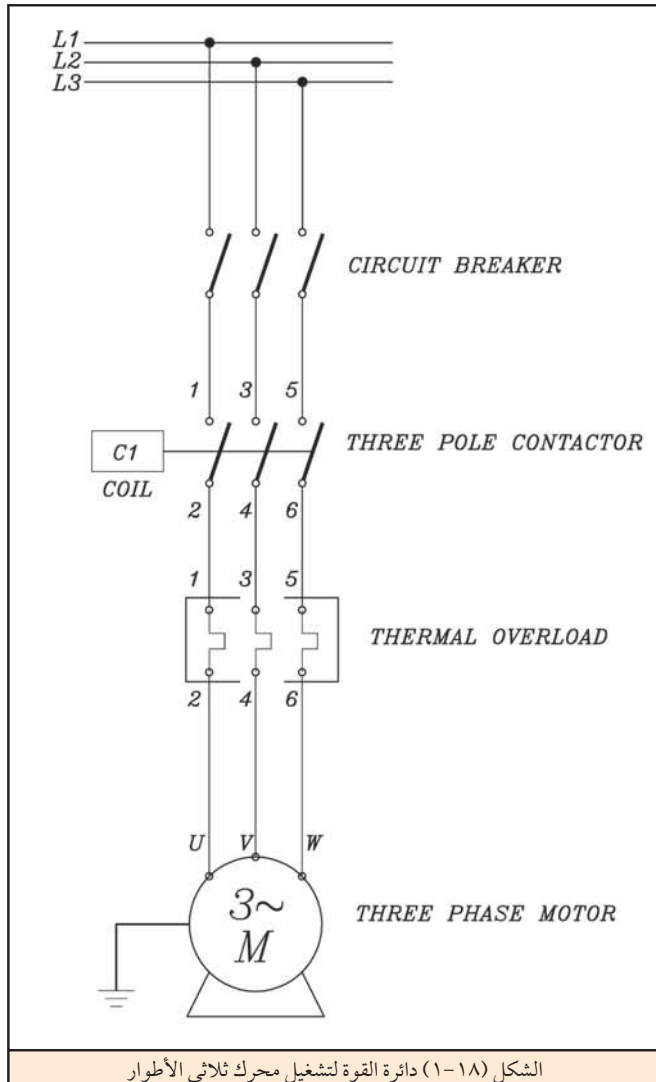 L1
L2
L3
CIRCUIT BREAKER
1 3 5
C1
THREE POLE CONTACTOR
COIL
2 4 6
1 3 5
THERMAL OVERLOAD
2 4 6
U V W
3~
M
THREE PHASE MOTOR
الشكل (١٨-١) دائرة القوة لتشغيل محرك ثلاثي الأطوار